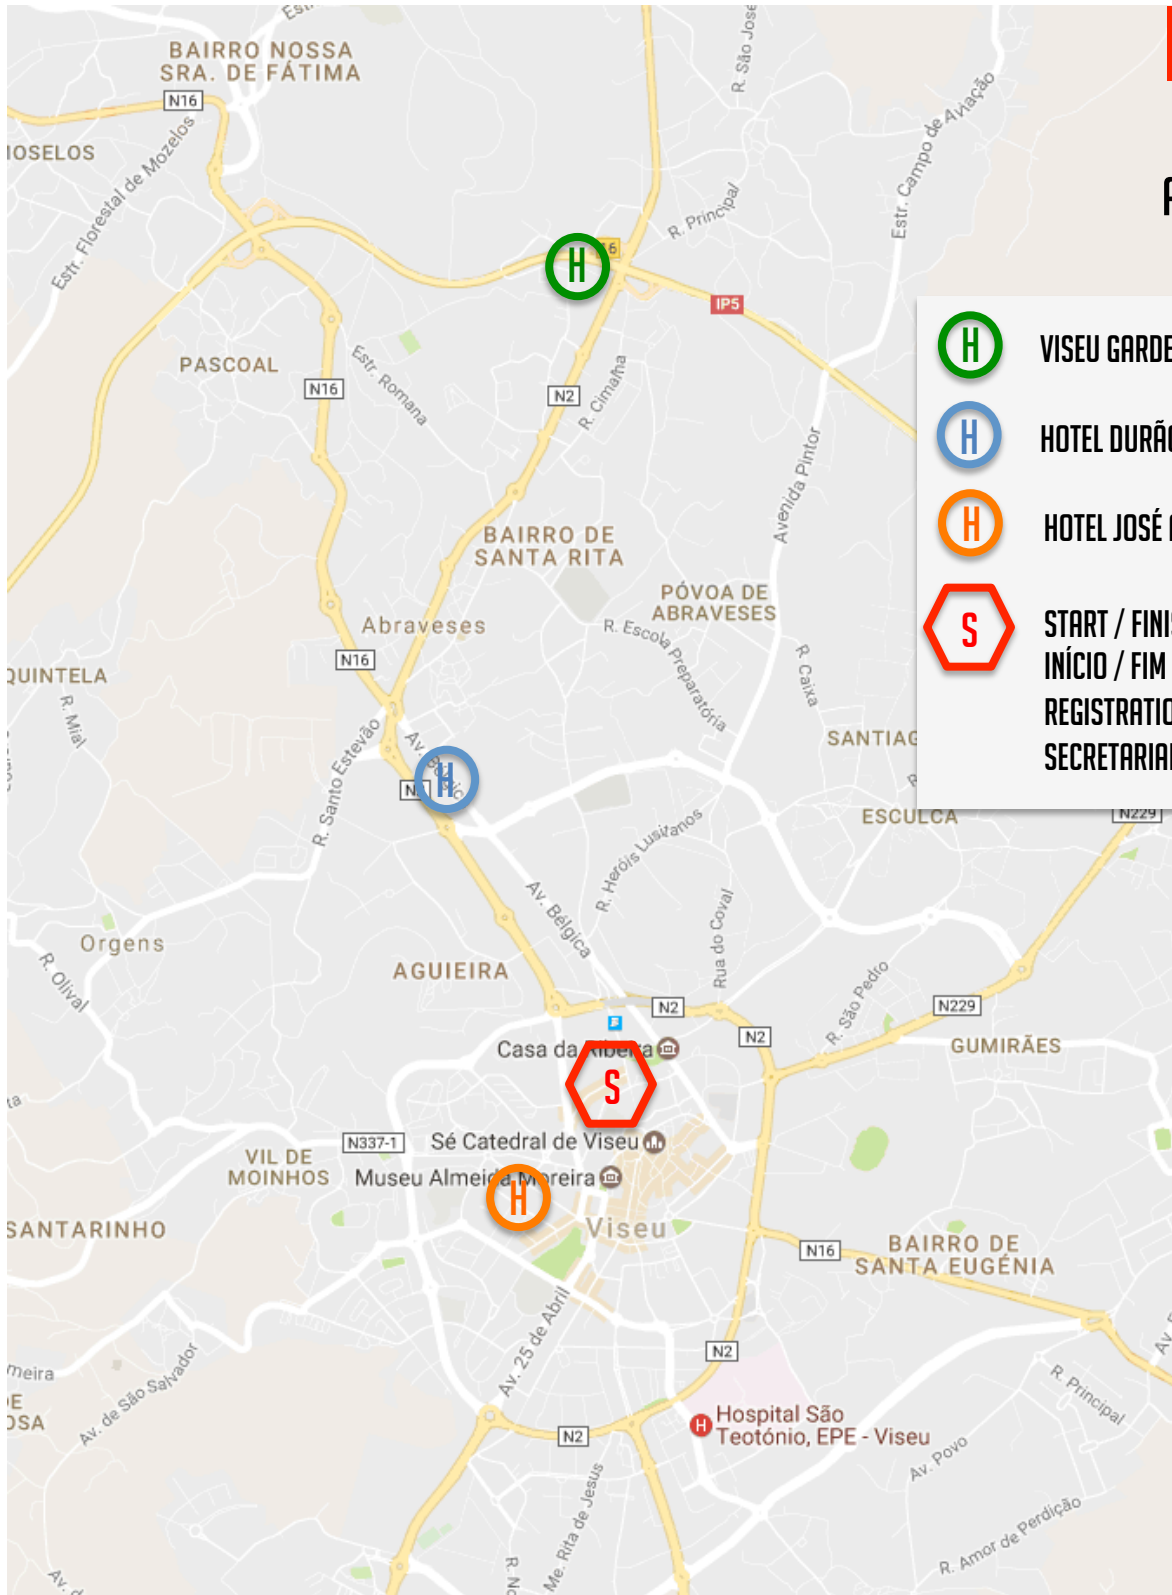 BAIRRO NOSSA
SRA. DE FÁTIMA
N16
R. São José
Estr. Campo de Aviação
Estr. Florestal de Mozelos
R. Principal
H
IP5
PASCOAL
N16
Estr. Romana
N2
R. Cimalha
Avenida Pintor
H
VISEU GARDE
H
HOTEL DURÃO
H
HOTEL JOSÉ
S
START / FINIS
INÍCIO / FIM
REGISTRATIO
SECRETARIA
BAIRRO DE
SANTA RITA
PÓVOA DE
ABRAVESES
Abraveses
R. Escola Preparatória
N16
R. Caixa
QUINTELA
R. Mial
R. Santo Estêvão
SANTIAG
H
ESCULCA
N229
R. Heróis Lusitanos
Av. Bélgica
Rua do Coval
Orgens
R. Olival
AGUIEIRA
R. São Pedro
N2
N229
N2
GUMIRÃES
Casa da Ribeira
S
N337-1
Sé Catedral de Viseu
VIL DE
MOINHOS
Museu Almeida Moreira
H
SANTARINHO
Viseu
N16
BAIRRO DE
SANTA EUGÉNIA
Av. 25 de Abril
N2
Av. de São Salvador
R. Principal
H
Hospital São
Teotónio, EPE - Viseu
N2
Av. Povo
Me. Rita de Jesus
R. Amor de Perdição